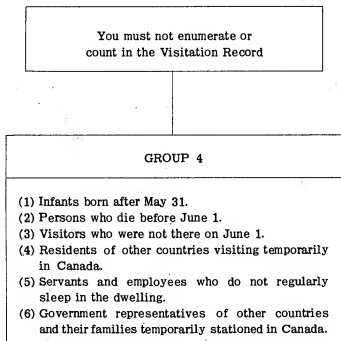 You must not enumerate or
count in the Visitation Record
GROUP 4
(1) Infants born after May 31.
(2) Persons who die before June 1.
(3) Visitors who were not there on June 1.
(4) Residents of other countries visiting temporarily
in Canada.
(5) Servants and employees who do not regularly
sleep in the dwelling.
(6) Government representatives of other countries
and their families temporarily stationed in Canada.